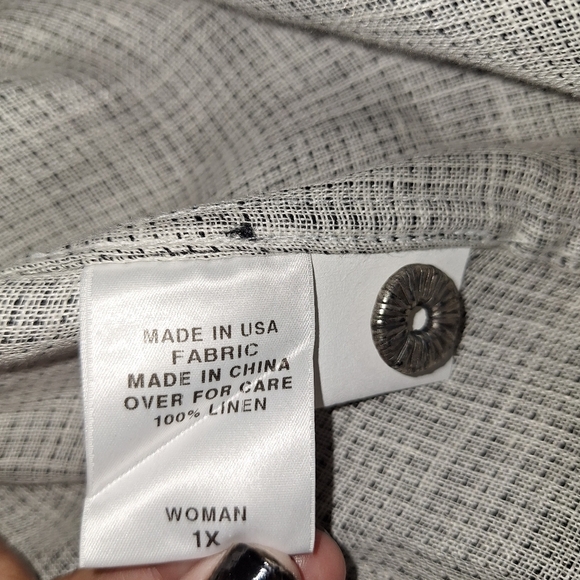 MADE IN USA
FABRIC
MADE IN CHINA
OVER FOR CARE
100% LINEN
WOMAN
1X